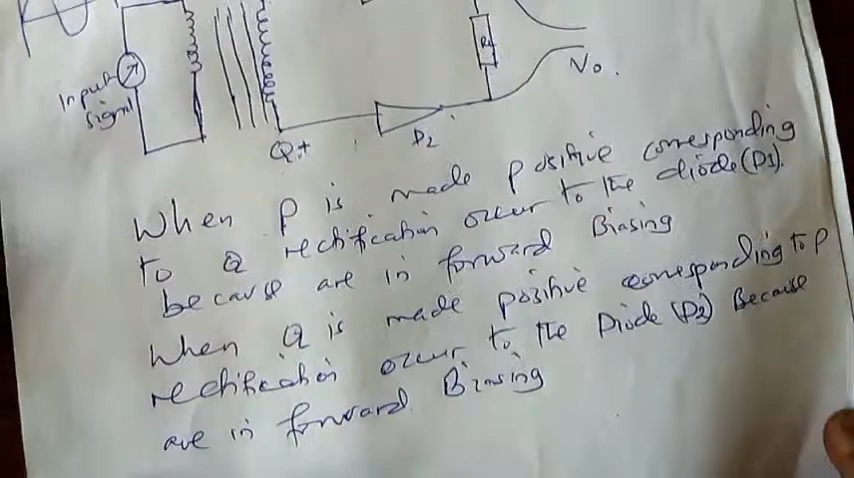 Input
signal
R
Vo.
Q+
D2
When P is made positive corresponding
to Q rectification occur to the diode (D1).
because are in forward Biasing
When Q is made positive corresponding to P
rectification occur to the Diode (D2) Because
are in forward Biasing